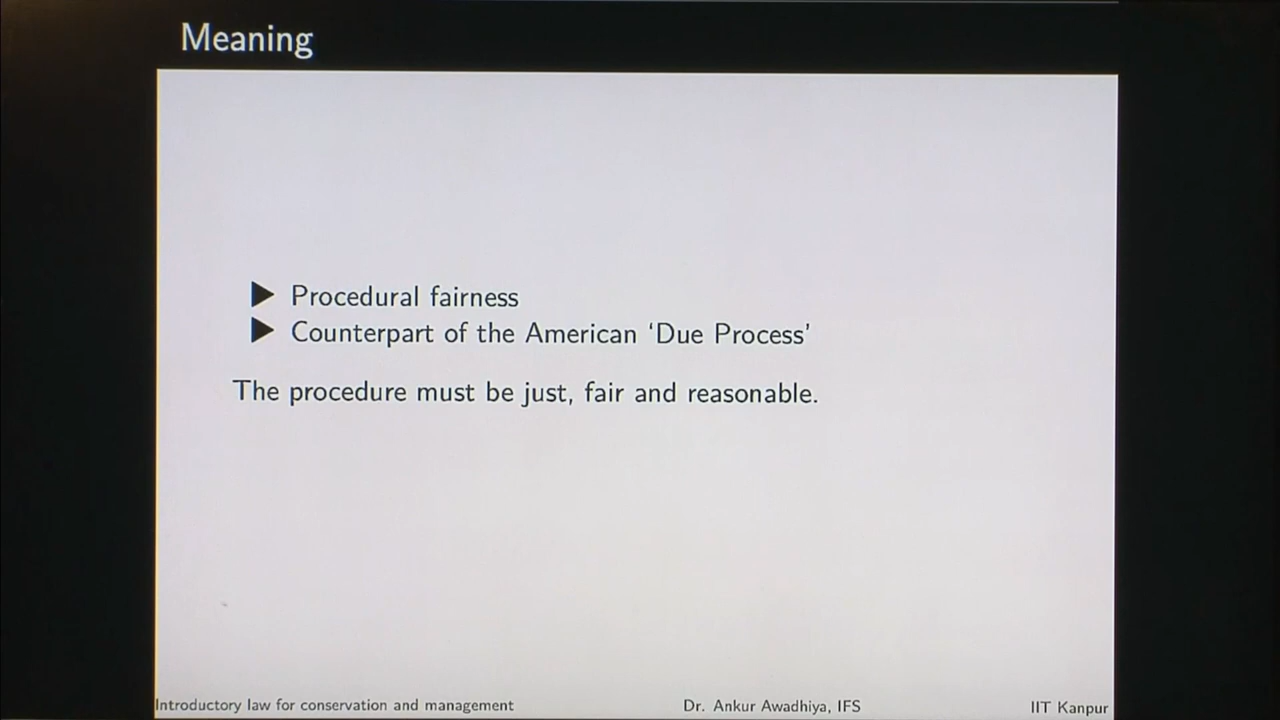 Meaning
▶ Procedural fairness
▶ Counterpart of the American ‘Due Process’
The procedure must be just, fair and reasonable.
Introductory law for conservation and management Dr. Ankur Awadhiya, IFS IIT Kanpur